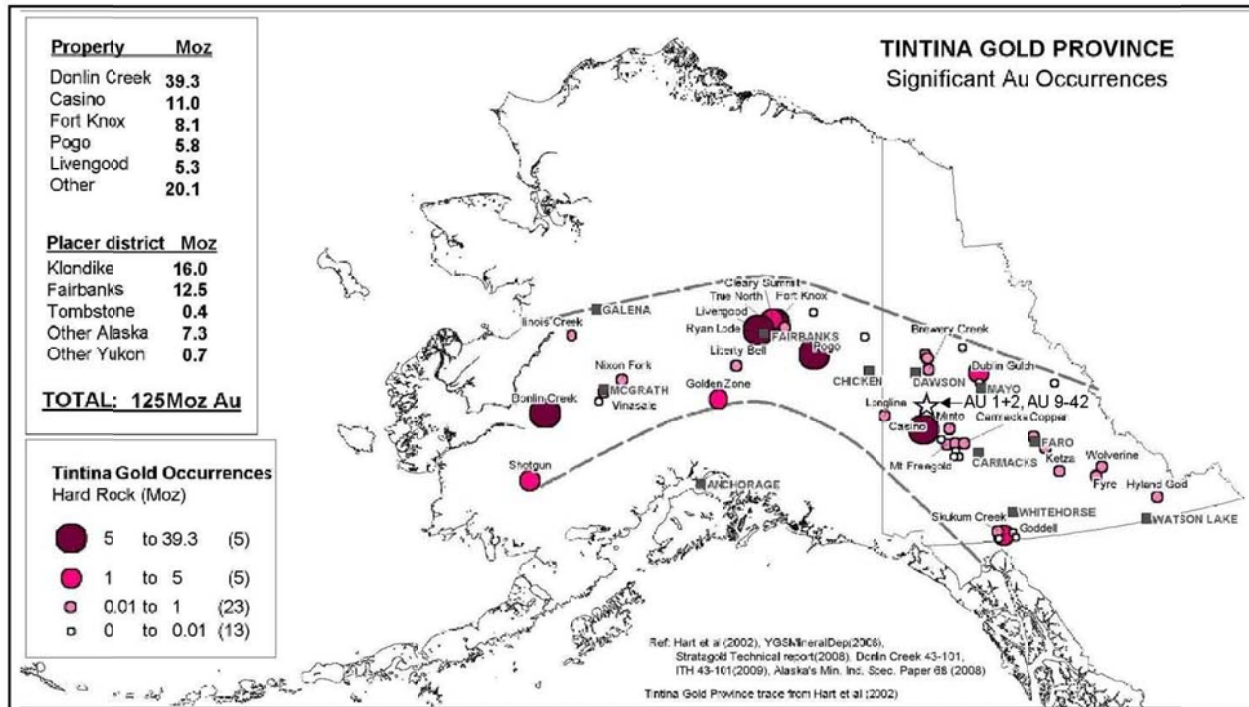 TINTINA GOLD PROVINCE
Significant Au Occurrences
Property Moz
Donlin Creek 39.3
Casino 11.0
Fort Knox 8.1
Pogo 5.8
Livengood 5.3
Other 20.1
Placer district Moz
Klondike 16.0
Fairbanks 12.5
Tombstone 0.4
Other Alaska 7.3
Other Yukon 0.7
TOTAL: 125Moz Au
Tintina Gold Occurrences
Hard Rock (Moz)
5 to 39.3 (5)
1 to 5 (5)
0.01 to 1 (23)
0 to 0.01 (13)
Cleary Summit
True North Fort Knox
Livengood
Ryan Lode FAIRBANKS
Pogo
Liberty Bell
Golden Zone
GALENA
Illinois Creek
Nixon Fork
MCGRATH
Vinasale
Donlin Creek
Shotgun
ANCHORAGE
CHICKEN
Brewery Creek
DAWSON
Dublin Gulch
MAYO
AU 1+2, AU 9-42
Longline
Minto
Carmacks Copper
Casino
Mt Freegold
CARMACKS
FARO
Ketza
Wolverine
Fyre
Hyland Gold
WHITEHORSE
WATSON LAKE
Skukum Creek
Goddell
Ref: Hart et al(2002), YGSMineralDep(2008),
Stratagold Technical report(2008), Donlin Creek 43-101,
ITH 43-101(2009), Alaska's Min. Ind. Spec. Paper 68 (2008)
Tintina Gold Province trace from Hart et al (2002)